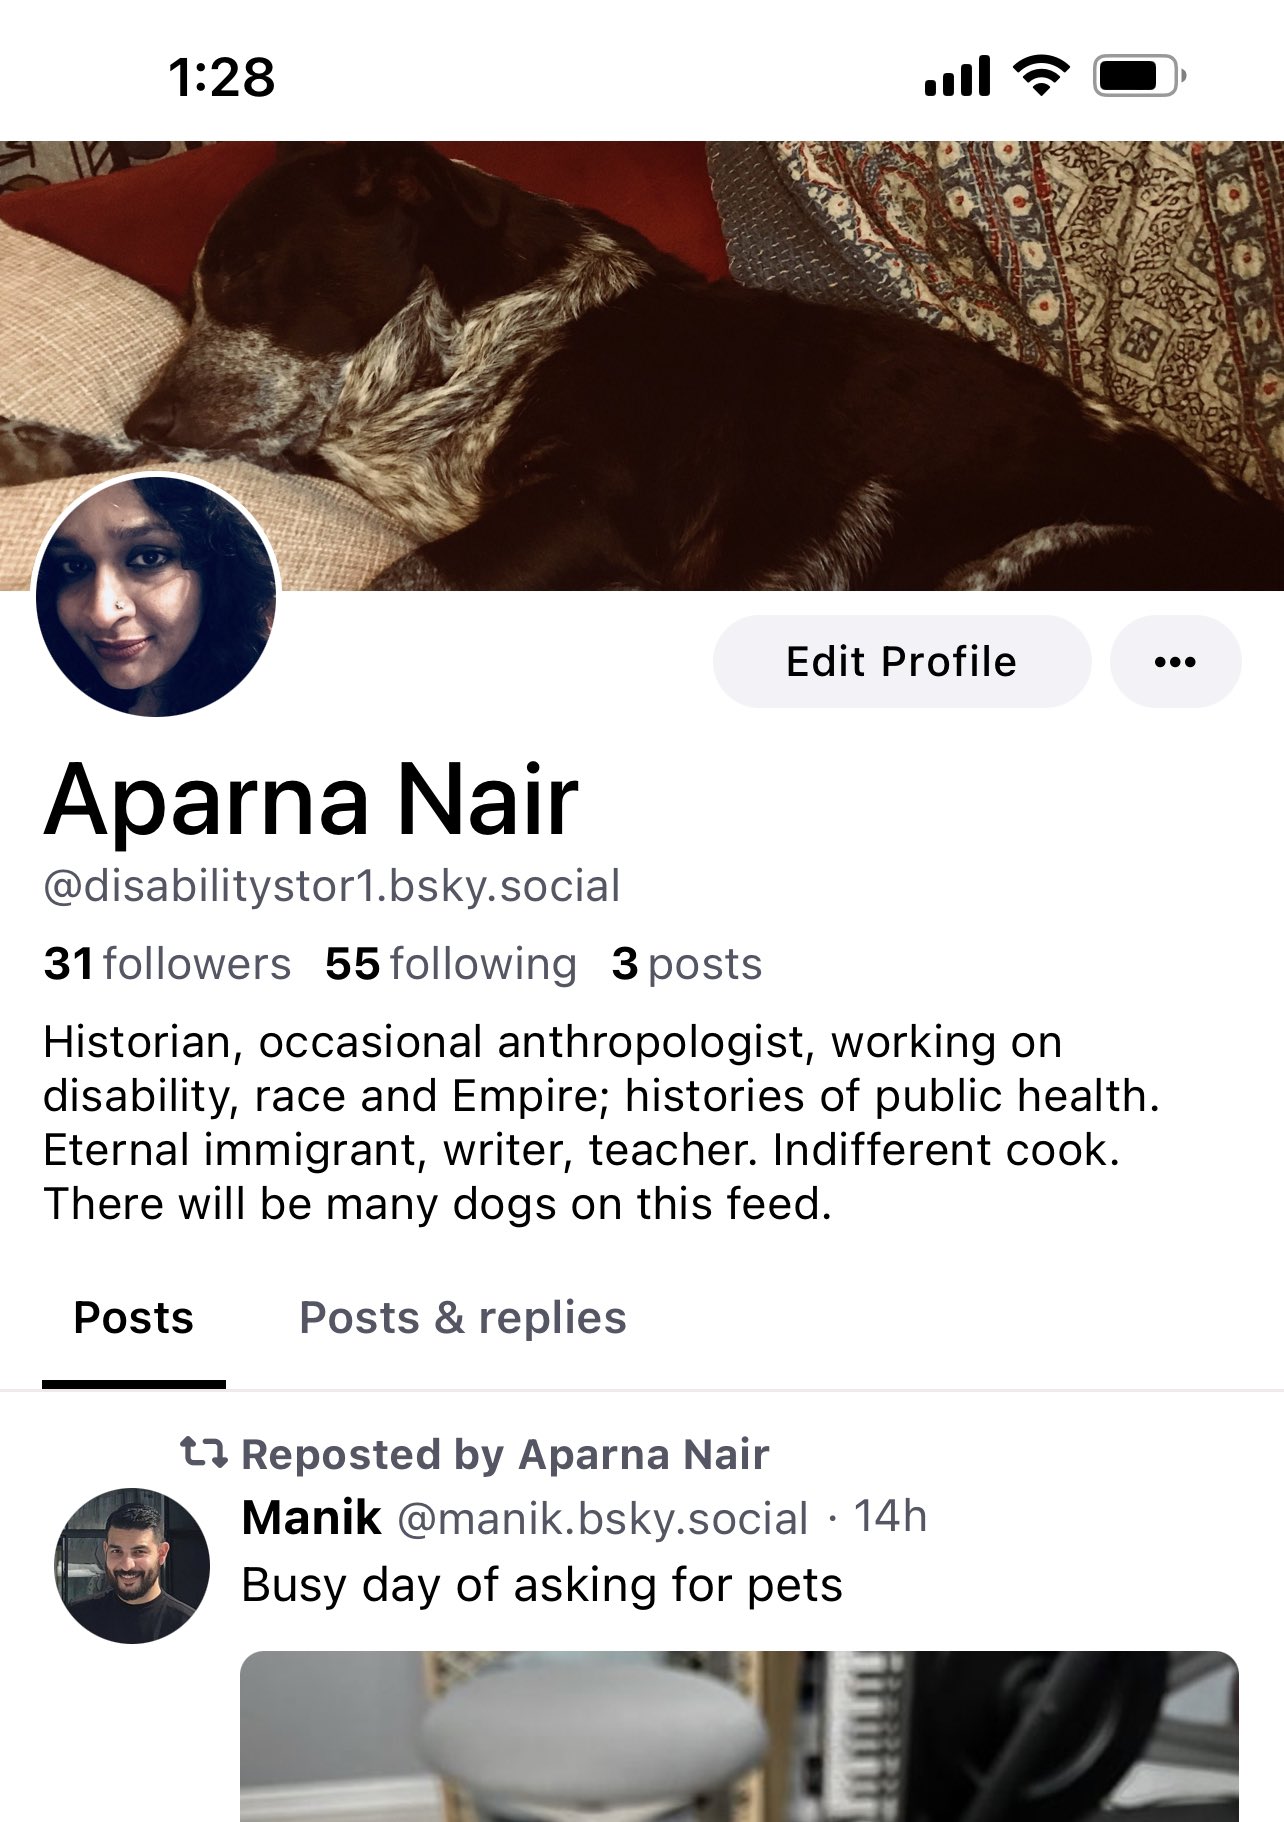 1:28
Edit Profile
Aparna Nair
@disabilitystor1.bsky.social
31 followers 55 following 3 posts
Historian, occasional anthropologist, working on
disability, race and Empire; histories of public health.
Eternal immigrant, writer, teacher. Indifferent cook.
There will be many dogs on this feed.
Posts Posts & replies
Reposted by Aparna Nair
Manik @manik.bsky.social · 14h
Busy day of asking for pets